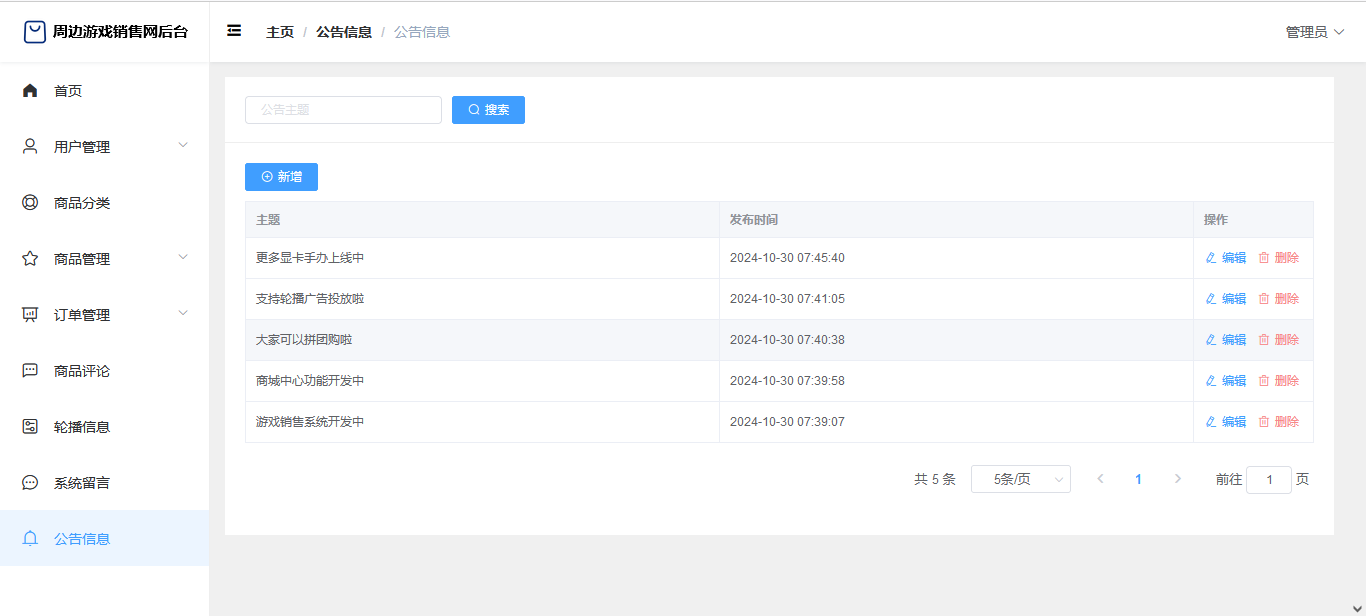 周边游戏销售网后台
主页 / 公告信息 / 公告信息
管理员
首页
用户管理
商品分类
商品管理
订单管理
商品评论
轮播信息
系统留言
公告信息
公告主题
搜索
新增
主题 发布时间 操作
更多显卡手办上线中 2024-10-30 07:45:40 编辑 删除
支持轮播广告投放啦 2024-10-30 07:41:05 编辑 删除
大家可以拼团购啦 2024-10-30 07:40:38 编辑 删除
商城中心功能开发中 2024-10-30 07:39:58 编辑 删除
游戏销售系统开发中 2024-10-30 07:39:07 编辑 删除
共 5 条 5条/页 1 前往 1 页